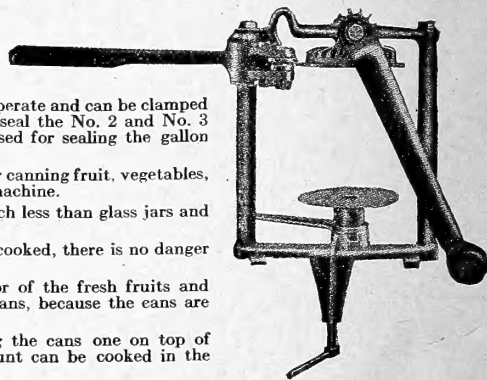 perate and can be clamped
seal the No. 2 and No. 3
sed for sealing the gallon
canning fruit, vegetables,
machine.
ch less than glass jars and
cooked, there is no danger
or of the fresh fruits and
ans, because the cans are
g the cans one on top of
unt can be cooked in the